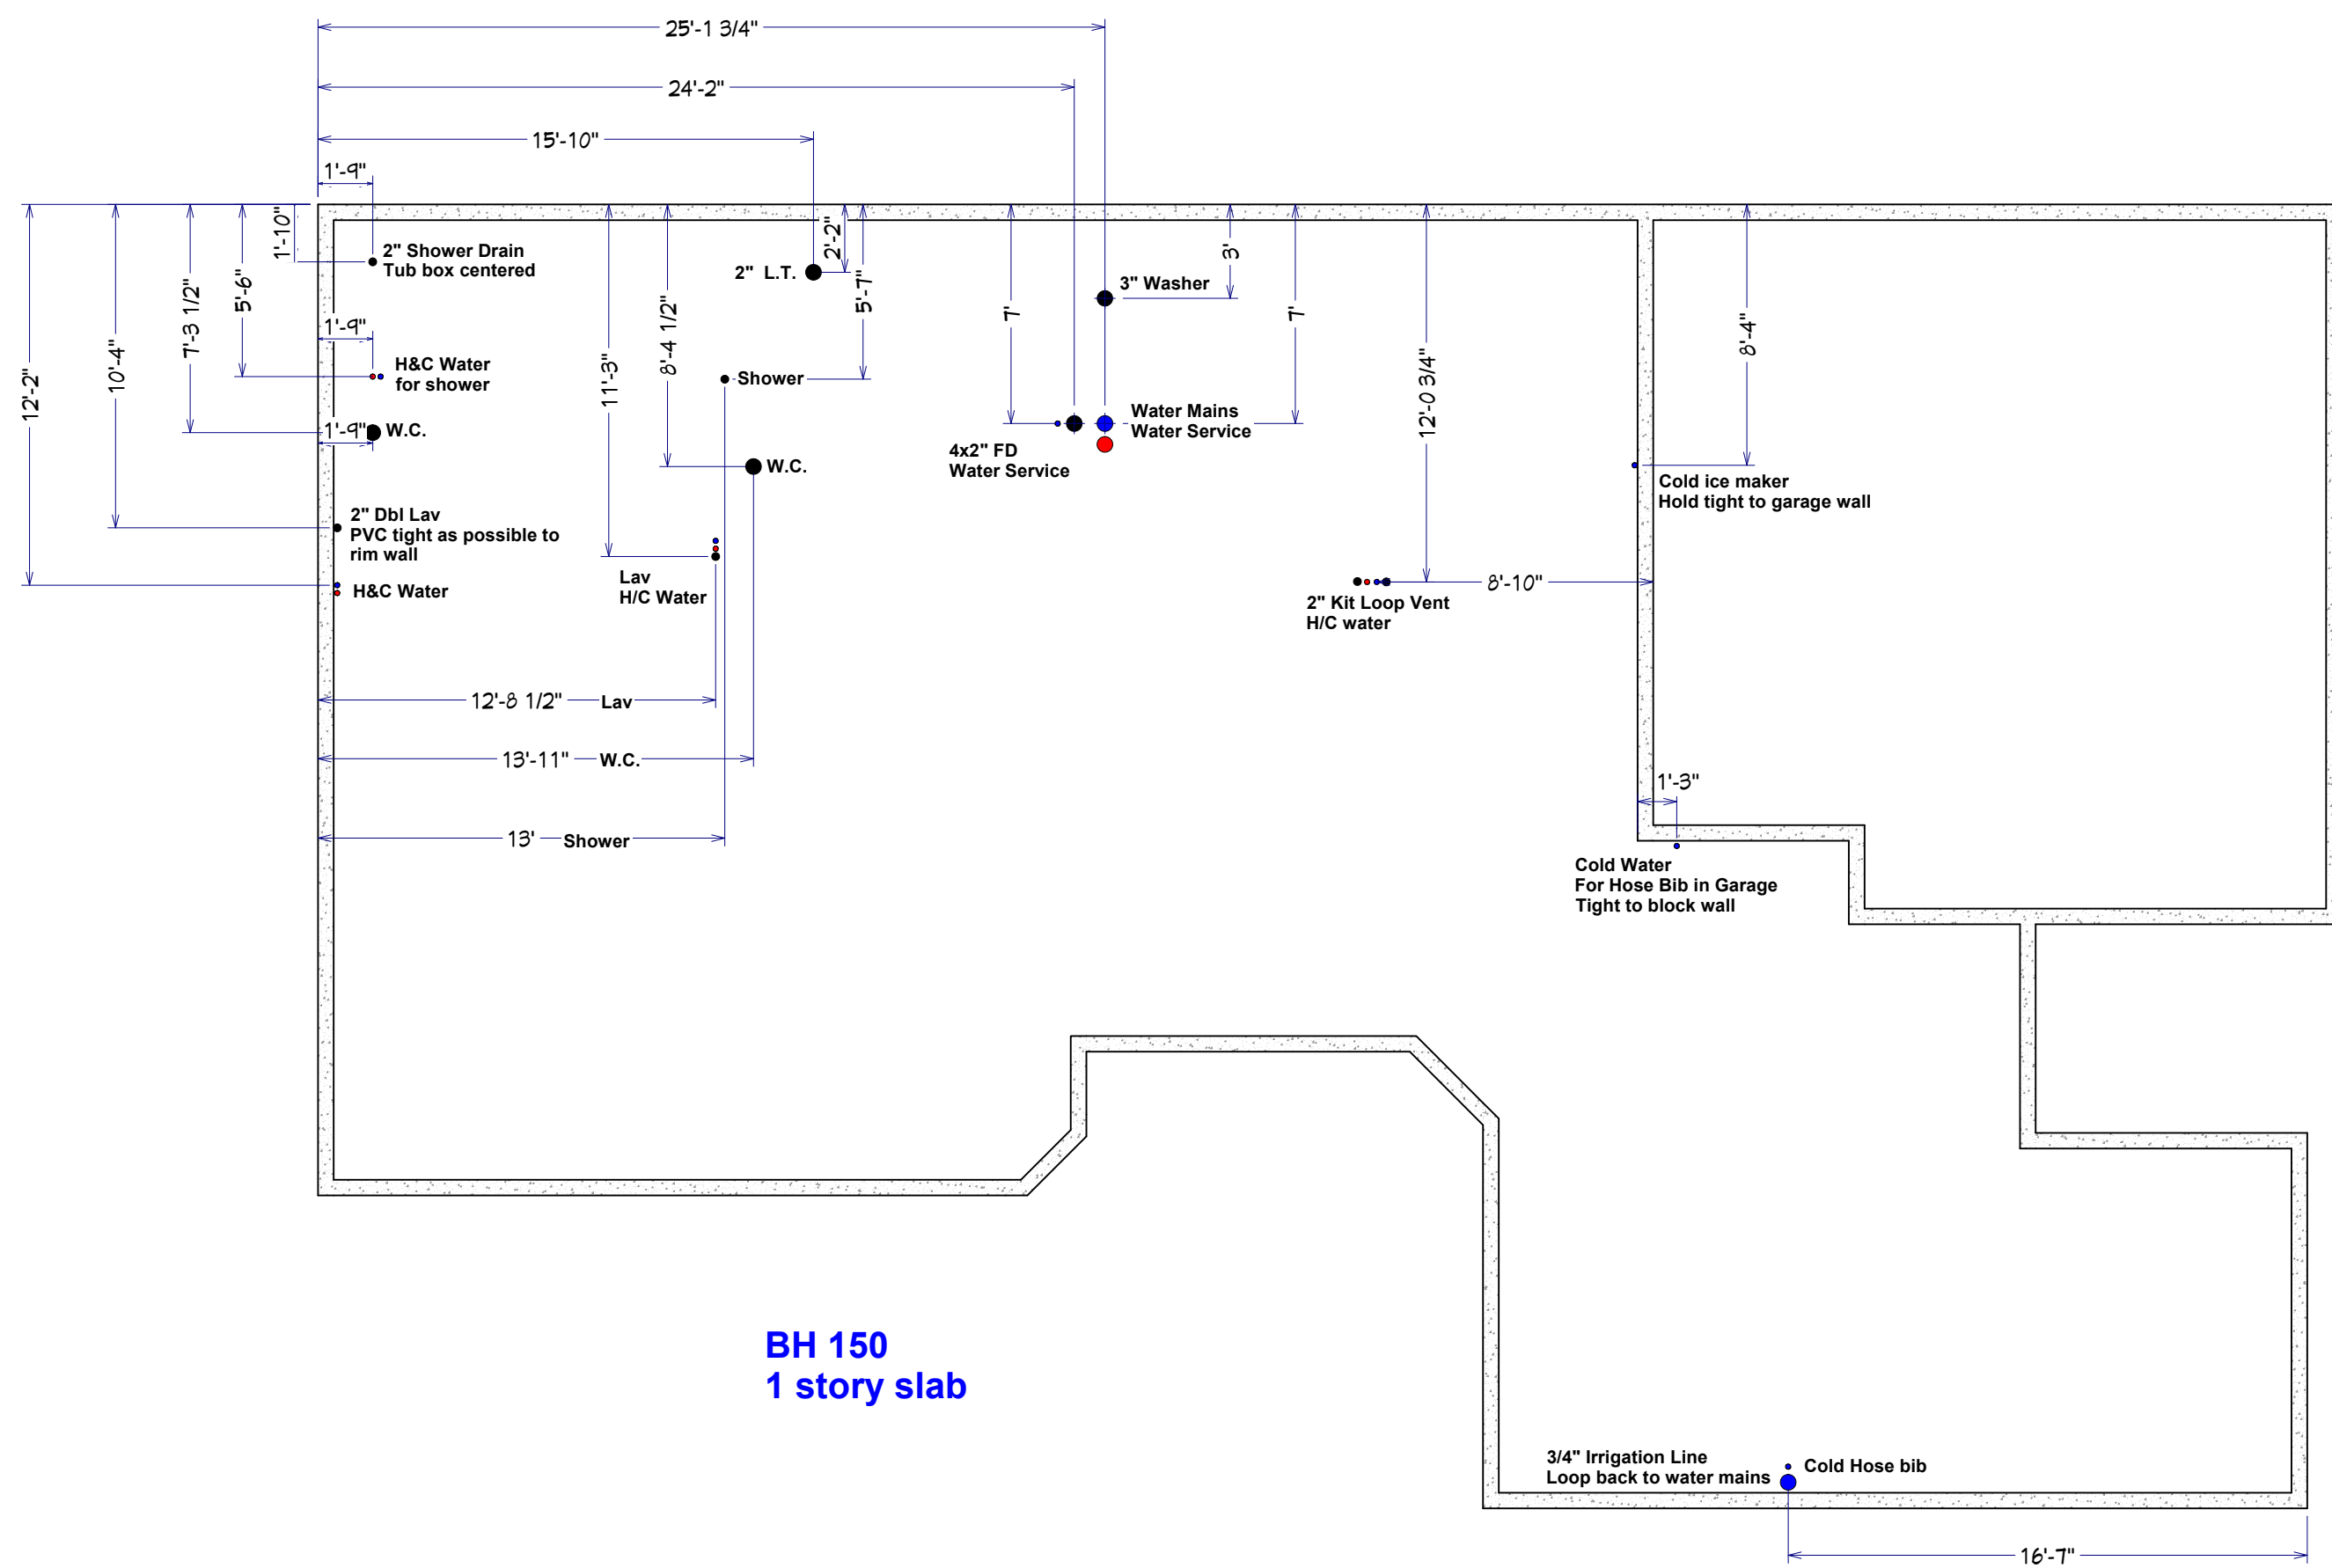 25'-1 3/4"
24'-2"
15'-10"
1'-9"
1'-10"
2" Shower Drain
Tub box centered
2" L.T.
2'-2"
3" Washer
3'
5'-6"
7'-3 1/2"
10'-4"
12'-2"
1'-9"
H&C Water
for shower
8'-4 1/2"
5'-7"
7'
7'
8'-4"
11'-3"
12'-0 3/4"
Shower
1'-9"
W.C.
Water Mains
Water Service
4x2" FD
Water Service
W.C.
Cold ice maker
Hold tight to garage wall
2" Dbl Lav
PVC tight as possible to
rim wall
H&C Water
Lav
H/C Water
8'-10"
2" Kit Loop Vent
H/C water
12'-8 1/2" Lav
13'-11" W.C.
1'-3"
13' Shower
Cold Water
For Hose Bib in Garage
Tight to block wall
BH 150
1 story slab
3/4" Irrigation Line
Loop back to water mains
Cold Hose bib
16'-7"